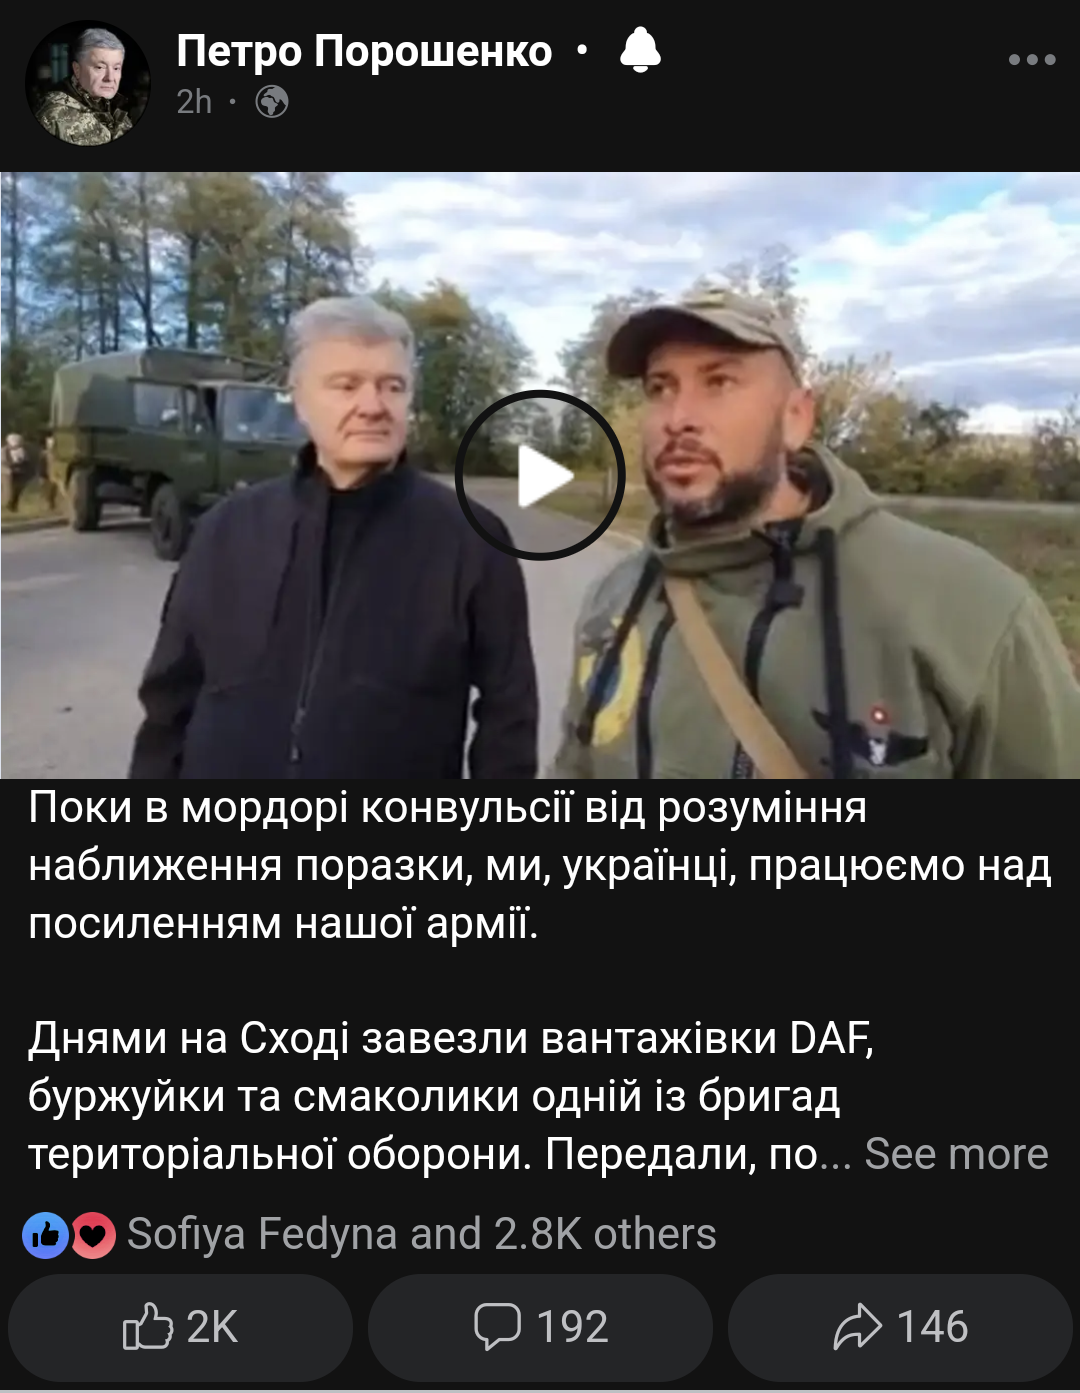 Петро Порошенко ·
2h ·
Поки в мордорі конвульсії від розуміння
наближення поразки, ми, українці, працюємо над
посиленням нашої армії.
Днями на Сході завезли вантажівки DAF,
буржуйки та смаколики одній із бригад
територіальної оборони. Передали, по... See more
Sofiya Fedyna and 2.8K others
2K 192 146